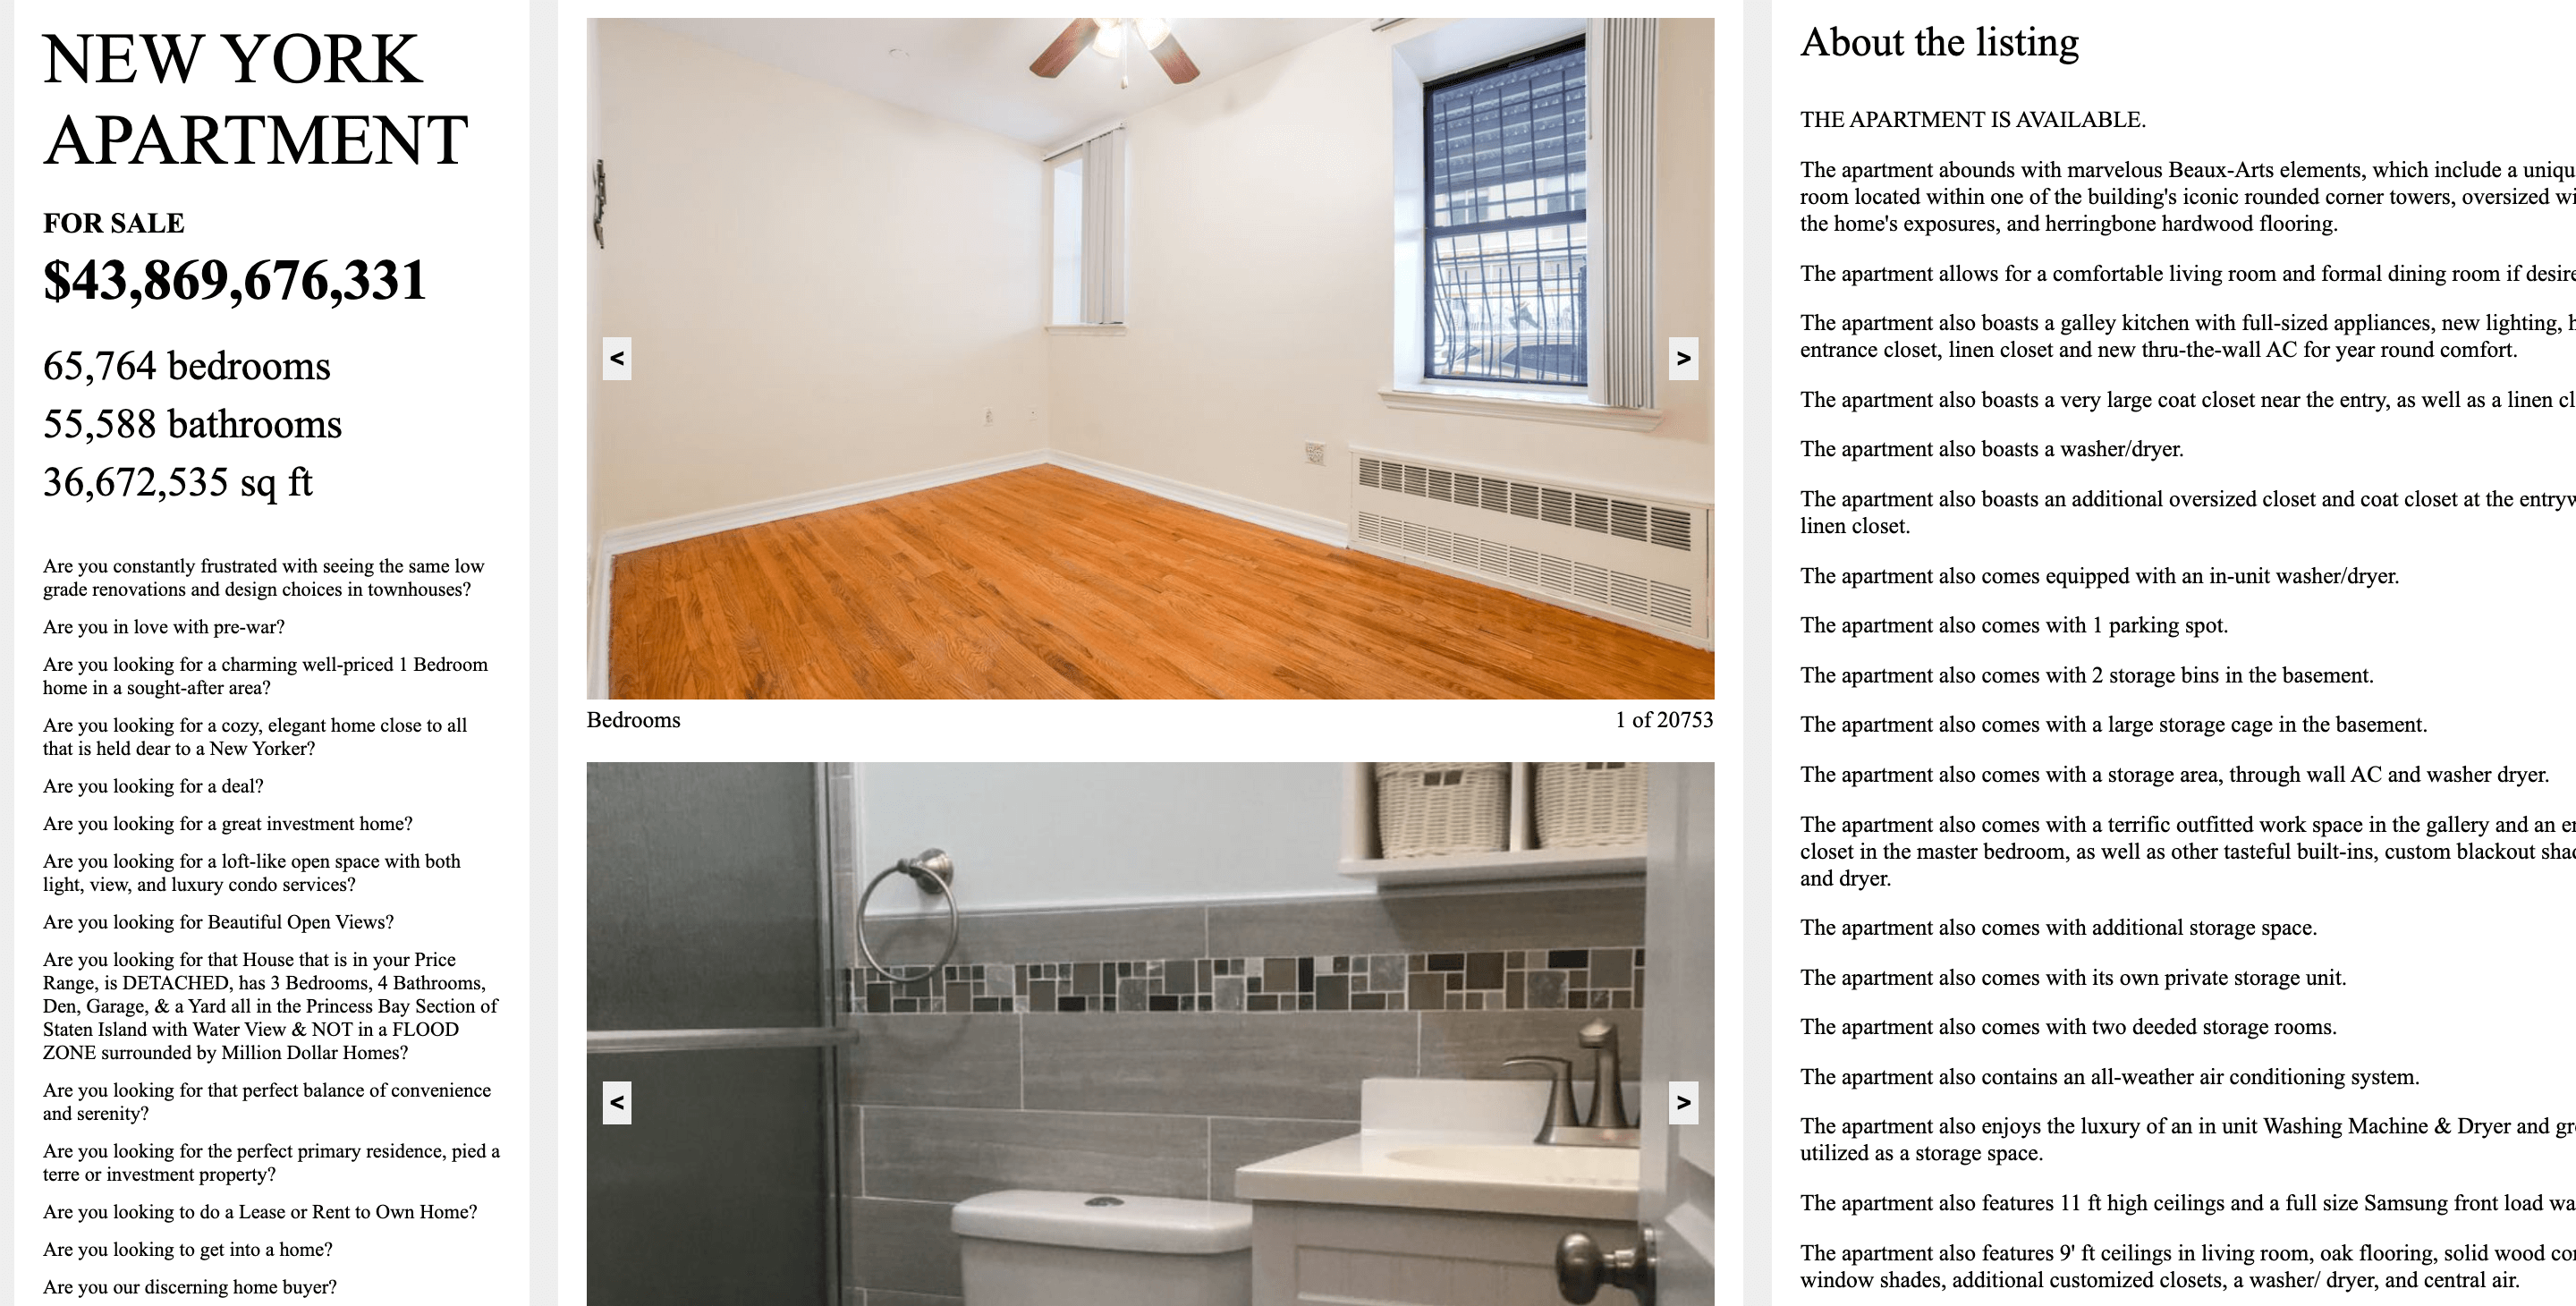 NEW YORK
APARTMENT
FOR SALE
$43,869,676,331
65,764 bedrooms
55,588 bathrooms
36,672,535 sq ft
Are you constantly frustrated with seeing the same low
grade renovations and design choices in townhouses?
Are you in love with pre-war?
Are you looking for a charming well-priced 1 Bedroom
home in a sought-after area?
Are you looking for a cozy, elegant home close to all
that is held dear to a New Yorker?
Are you looking for a deal?
Are you looking for a great investment home?
Are you looking for a loft-like open space with both
light, view, and luxury condo services?
Are you looking for Beautiful Open Views?
Are you looking for that House that is in your Price
Range, is DETACHED, has 3 Bedrooms, 4 Bathrooms,
Den, Garage, & a Yard all in the Princess Bay Section of
Staten Island with Water View & NOT in a FLOOD
ZONE surrounded by Million Dollar Homes?
Are you looking for that perfect balance of convenience
and serenity?
Are you looking for the perfect primary residence, pied a
terre or investment property?
Are you looking to do a Lease or Rent to Own Home?
Are you looking to get into a home?
Are you our discerning home buyer?
< >
Bedrooms 1 of 20753
< >
About the listing
THE APARTMENT IS AVAILABLE.
The apartment abounds with marvelous Beaux-Arts elements, which include a
room located within one of the building's iconic rounded corner towers, oversized
the home's exposures, and herringbone hardwood flooring.
The apartment allows for a comfortable living room and formal dining room if
The apartment also boasts a galley kitchen with full-sized appliances, new lighting,
entrance closet, linen closet and new thru-the-wall AC for year round comfort.
The apartment also boasts a very large coat closet near the entry, as well as a linen
The apartment also boasts a washer/dryer.
The apartment also boasts an additional oversized closet and coat closet at the
linen closet.
The apartment also comes equipped with an in-unit washer/dryer.
The apartment also comes with 1 parking spot.
The apartment also comes with 2 storage bins in the basement.
The apartment also comes with a large storage cage in the basement.
The apartment also comes with a storage area, through wall AC and washer dryer.
The apartment also comes with a terrific outfitted work space in the gallery and an
closet in the master bedroom, as well as other tasteful built-ins, custom blackout
and dryer.
The apartment also comes with additional storage space.
The apartment also comes with its own private storage unit.
The apartment also comes with two deeded storage rooms.
The apartment also contains an all-weather air conditioning system.
The apartment also enjoys the luxury of an in unit Washing Machine & Dryer and
utilized as a storage space.
The apartment also features 11 ft high ceilings and a full size Samsung front load
The apartment also features 9' ft ceilings in living room, oak flooring, solid wood
window shades, additional customized closets, a washer/ dryer, and central air.